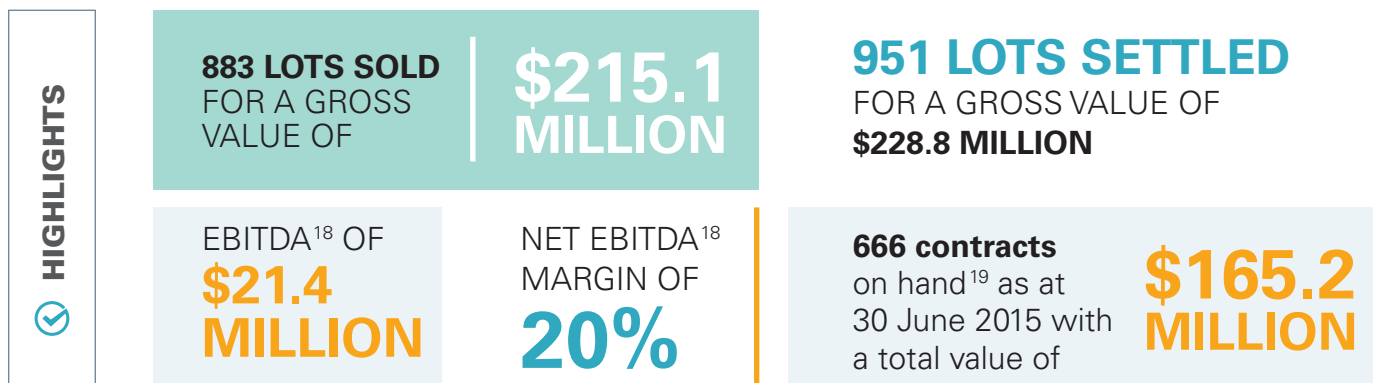 HIGHLIGHTS
883 LOTS SOLD
FOR A GROSS
VALUE OF
$215.1
MILLION
951 LOTS SETTLED
FOR A GROSS VALUE OF
$228.8 MILLION
EBITDA18 OF
$21.4
MILLION
NET EBITDA18
MARGIN OF
20%
666 contracts
on hand19 as at
30 June 2015 with
a total value of
$165.2
MILLION